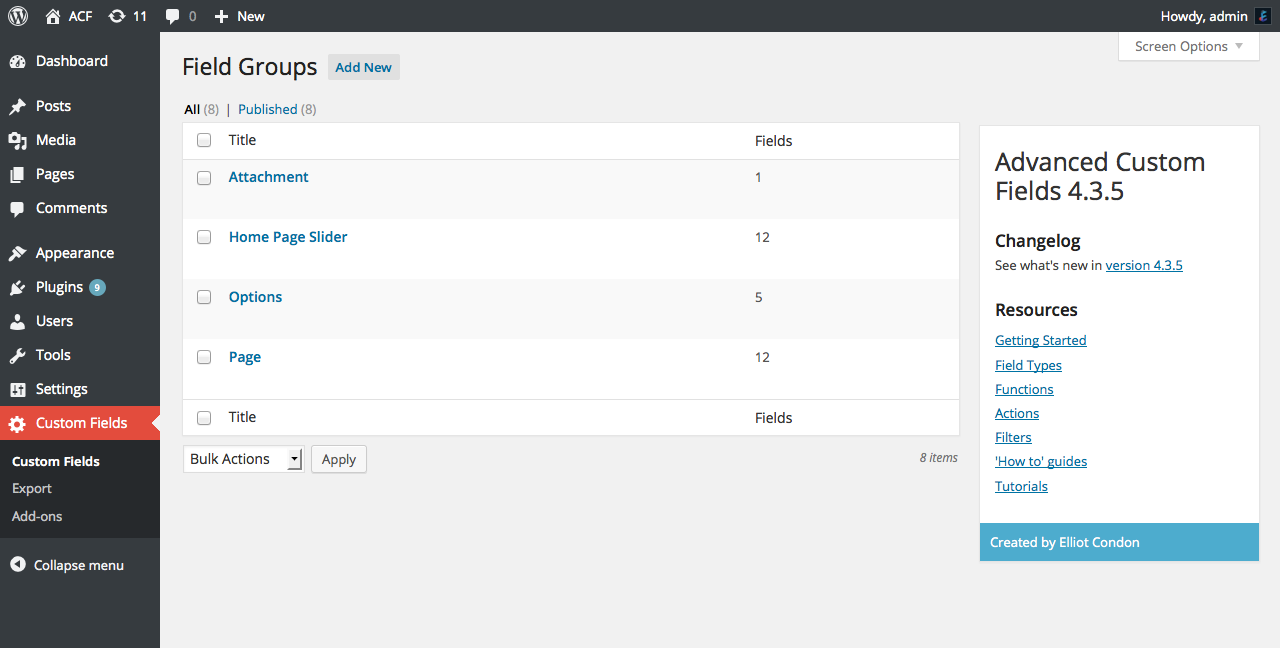 ACF 11 0 New Howdy, admin
Screen Options
Dashboard
Posts
Media
Pages
Comments
Appearance
Plugins 9
Users
Tools
Settings
Custom Fields
Custom Fields
Export
Add-ons
Collapse menu
Field Groups Add New
All (8) | Published (8)
Title Fields
Attachment 1
Home Page Slider 12
Options 5
Page 12
Title Fields
Bulk Actions Apply 8 items
Advanced Custom
Fields 4.3.5
Changelog
See what's new in version 4.3.5
Resources
Getting Started
Field Types
Functions
Actions
Filters
'How to' guides
Tutorials
Created by Elliot Condon